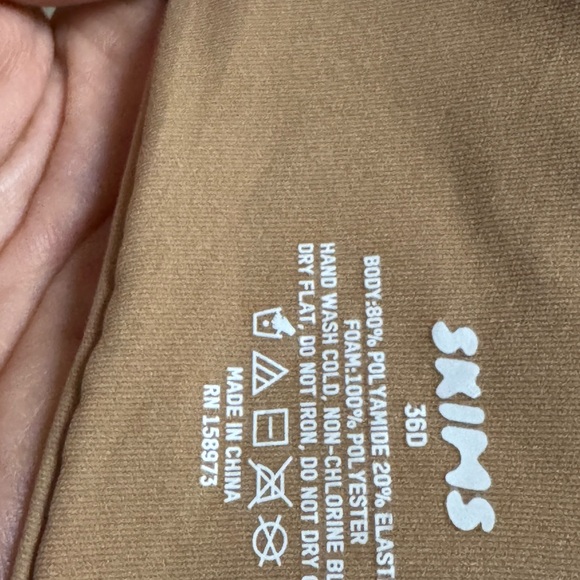 SKIMS
36D
BODY:80% POLYAMIDE 20% ELAST
FOAM:100% POLYESTER
HAND WASH COLD, NON-CHLORINE BL
DRY FLAT, DO NOT IRON, DO NOT DRY
MADE IN CHINA
RN 158973